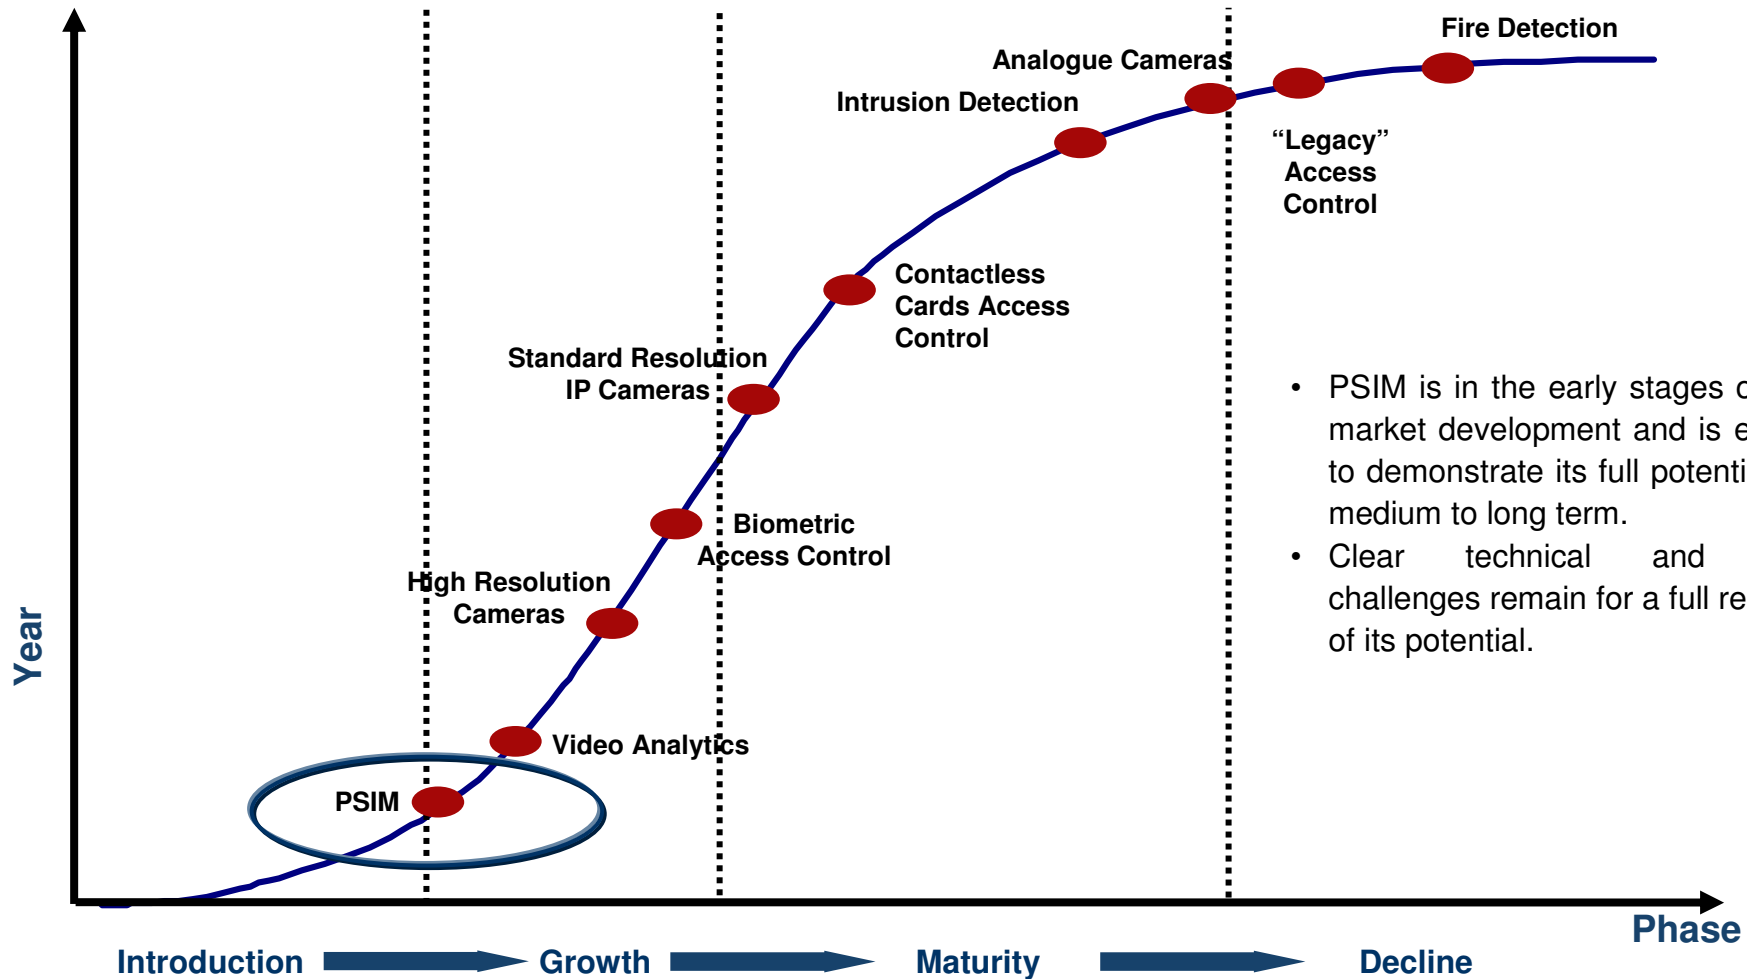 Fire Detection
Analogue Cameras
Intrusion Detection
“Legacy”
Access
Control
Contactless
Cards Access
Control
Standard Resolution
IP Cameras
• PSIM is in the early stages
market development and is
to demonstrate its full
medium to long term.
• Clear technical and
challenges remain for a full
of its potential.
Biometric
Access Control
High Resolution
Cameras
Year
Video Analytics
PSIM
Phase
Introduction Growth Maturity Decline